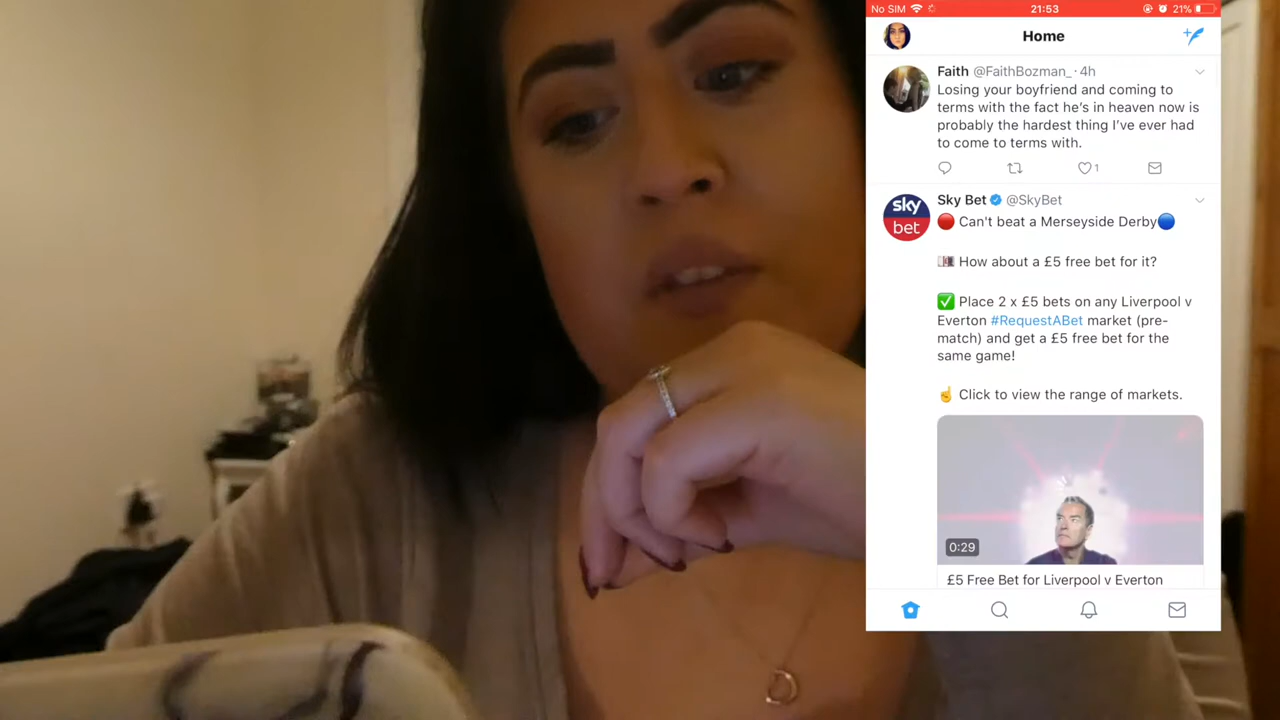 No SIM 21:53 21%
Home
Faith @FaithBozman_ · 4h
Losing your boyfriend and coming to
terms with the fact he's in heaven now is
probably the hardest thing I've ever had
to come to terms with.
1
Sky Bet @SkyBet
sky
bet
🔴 Can't beat a Merseyside Derby🔵
How about a £5 free bet for it?
✅ Place 2 x £5 bets on any Liverpool v
Everton #RequestABet market (pre-
match) and get a £5 free bet for the
same game!
☝ Click to view the range of markets.
0:29
£5 Free Bet for Liverpool v Everton